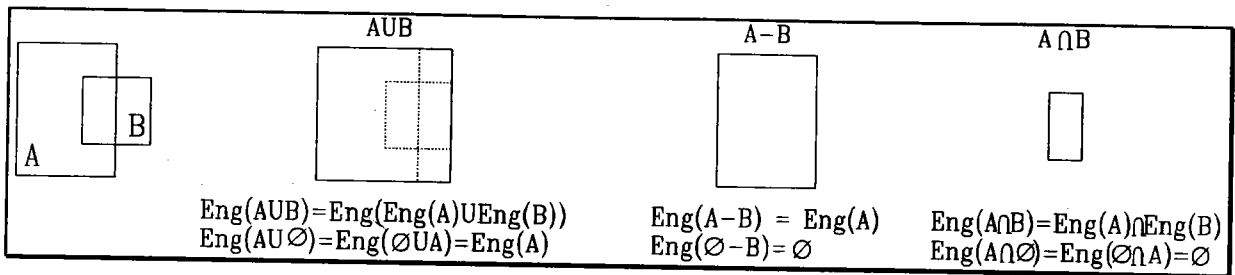 AUB
A-B
A∩B
A
B
Eng(AUB)=Eng(Eng(A)UEng(B))
Eng(AU∅)=Eng(∅UA)=Eng(A)
Eng(A-B) = Eng(A)
Eng(∅-B)=∅
Eng(A∩B)=Eng(A)∩Eng(B)
Eng(A∩∅)=Eng(∅∩A)=∅